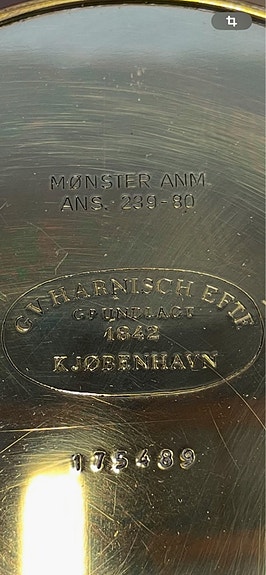 MØNSTER ANM.
ANS. 239-80
G.V. HARNISCH EFTF
GRUNDLAGT
1842
KJØBENHAVN
175489